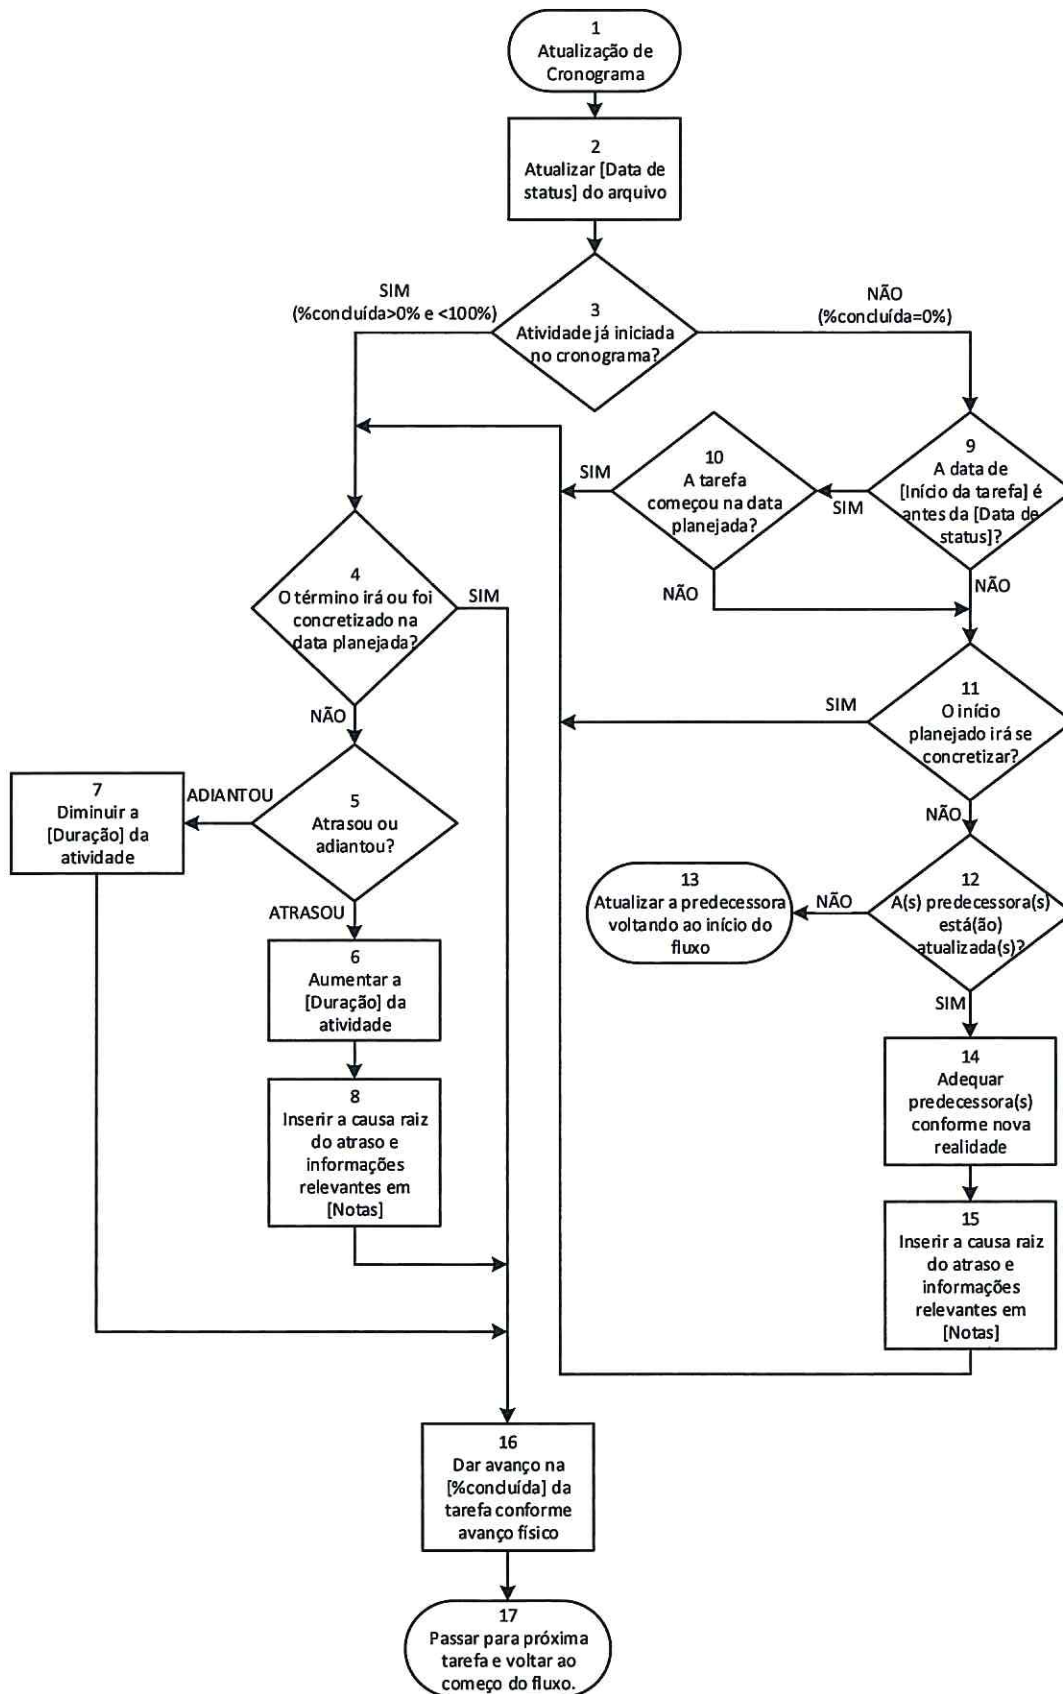 1
Atualização de
Cronograma
2
Atualizar [Data de
status] do arquivo
SIM
(%concluída>0% e <100%)
3
Atividade já iniciada
no cronograma?
NÃO
(%concluída=0%)
9
A data de
[Início da tarefa] é
antes da [Data de
status]?
SIM
10
A tarefa
começou na data
planejada?
SIM
NÃO
NÃO
4
O término irá ou foi
concretizado na
data planejada?
SIM
NÃO
11
O início
planejado irá se
concretizar?
SIM
NÃO
5
Atrasou ou
adiantou?
ADIANTOU
7
Diminuir a
[Duração] da
atividade
ATRASOU
12
A(s) predecessora(s)
está(ão)
atualizada(s)?
NÃO
13
Atualizar a predecessora
voltando ao início do
fluxo
SIM
6
Aumentar a
[Duração] da
atividade
14
Adequar
predecessora(s)
conforme nova
realidade
8
Inserir a causa raiz
do atraso e
informações
relevantes em
[Notas]
15
Inserir a causa raiz
do atraso e
informações
relevantes em
[Notas]
16
Dar avanço na
[%concluída] da
tarefa conforme
avanço físico
17
Passar para próxima
tarefa e voltar ao
começo do fluxo.